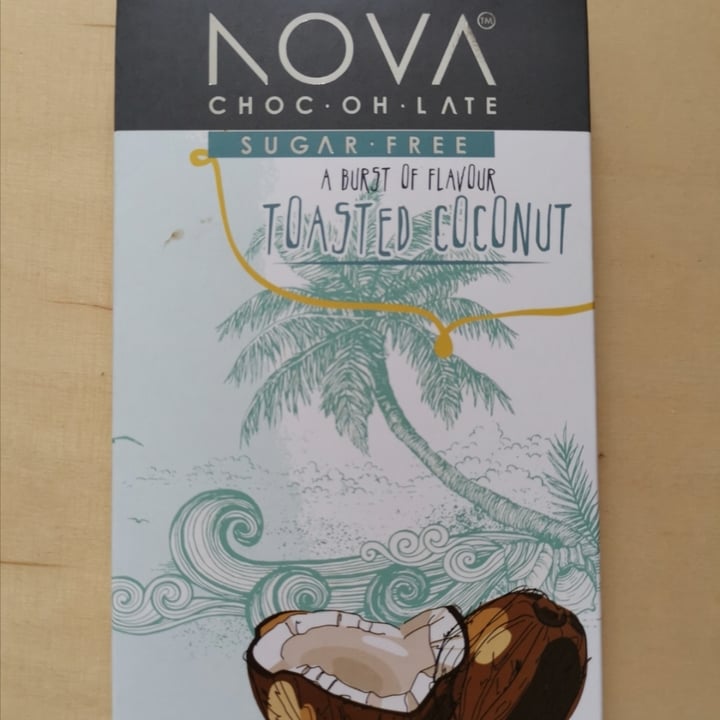 NOVA™
CHOC·OH·LATE
SUGAR·FREE
A BURST OF FLAVOUR
TOASTED COCONUT